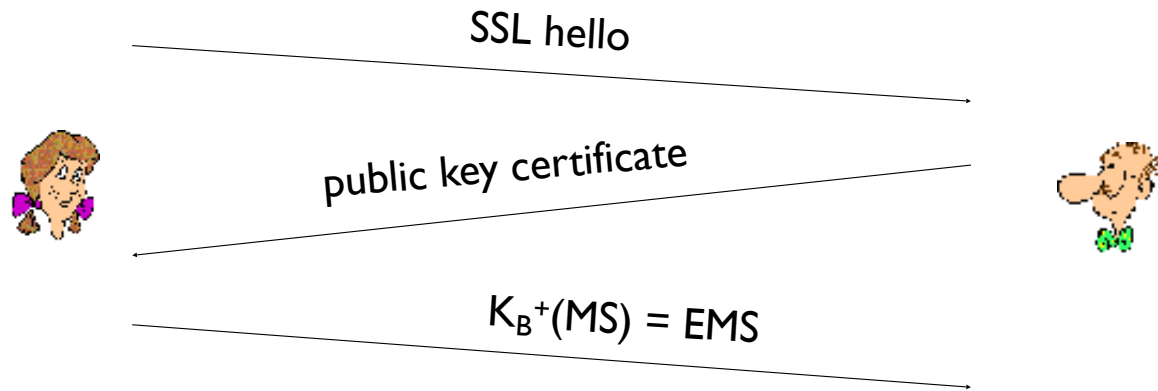 SSL hello
public key certificate
K_B⁺(MS) = EMS